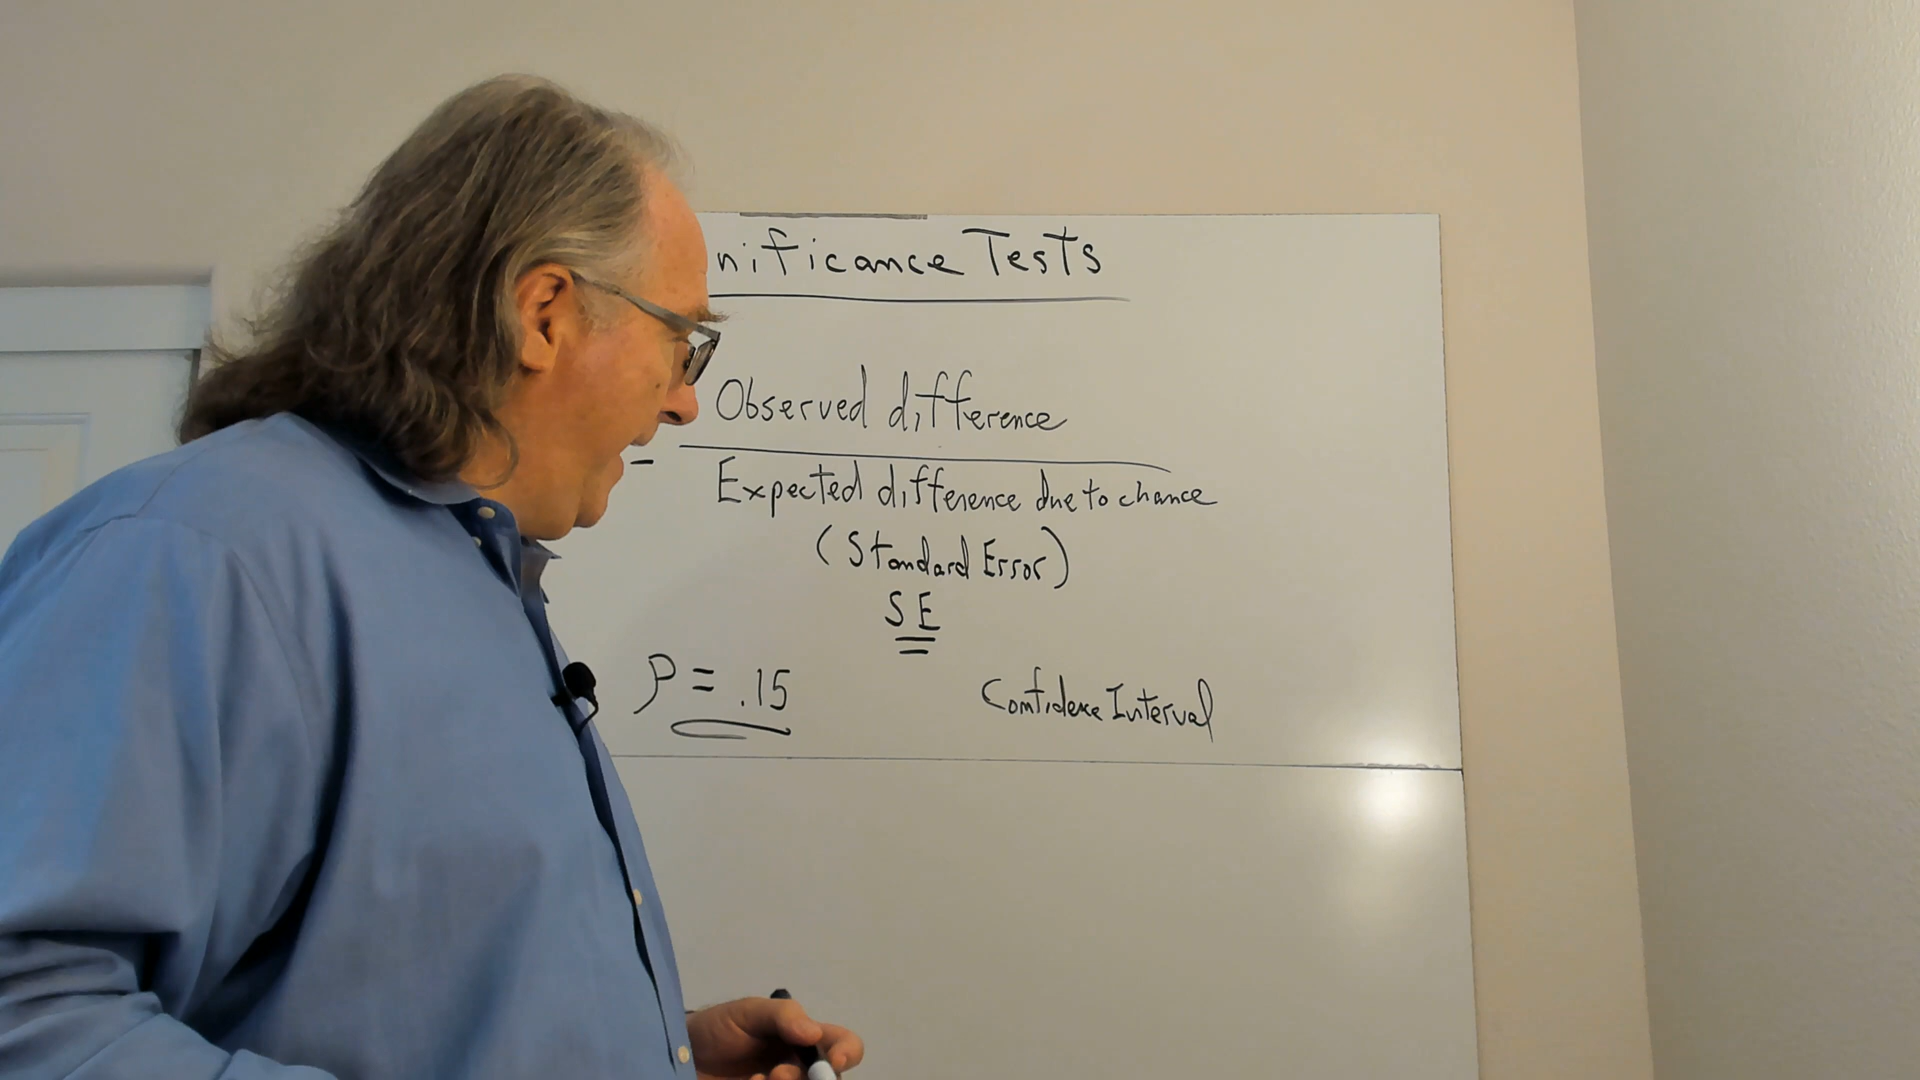 nificance Tests
Observed difference
=
Expected difference due to chance
(Standard Error)
SE
P = .15
Confidence Interval